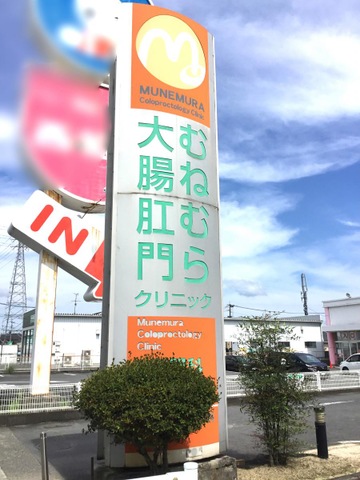 M
MUNEMURA
Coloproctology Clinic
むねむら
大腸肛門
クリニック
Munemura
Coloproctology
Clinic
IN